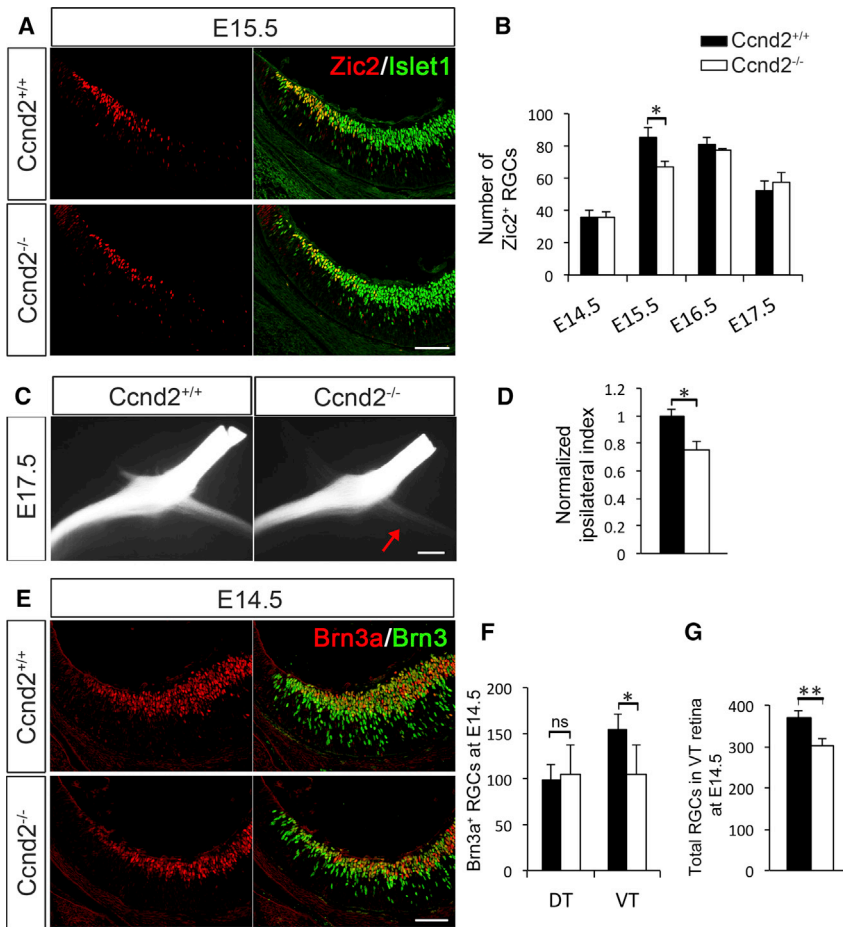 A
E15.5
Ccnd2+/+
Zic2/Islet1
Ccnd2-/-
B
Ccnd2+/+
Ccnd2-/-
Number of
Zic2+ RGCs
100
80
60
40
20
0
*
E14.5
E15.5
E16.5
E17.5
C
Ccnd2+/+
Ccnd2-/-
E17.5
D
Normalized
ipsilateral index
1.2
1
0.8
0.6
0.4
0.2
0
*
E
E14.5
Ccnd2+/+
Brn3a/Brn3
Ccnd2-/-
F
Brn3a+ RGCs at E14.5
200
150
100
50
0
ns
*
DT
VT
G
Total RGCs in VT retina
at E14.5
400
300
200
100
0
**